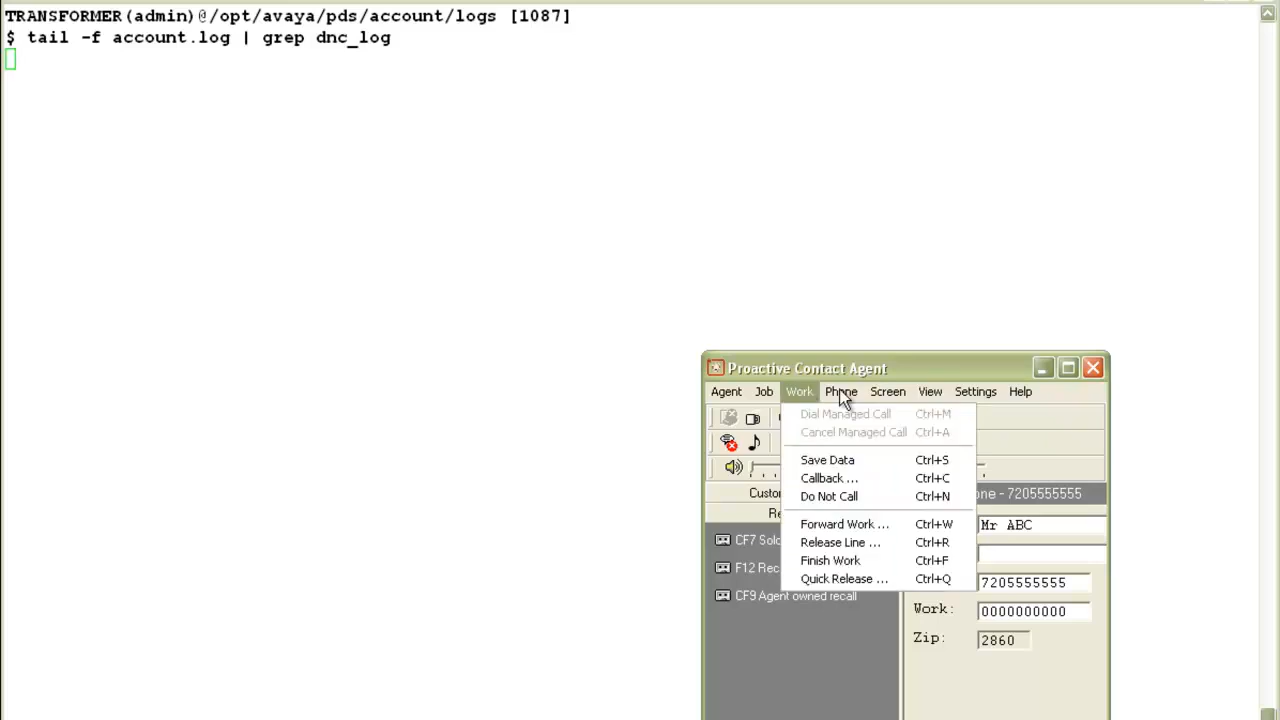 TRANSFORMER(admin)@/opt/avaya/pds/account/logs [1087]
$ tail -f account.log | grep dnc_log
Proactive Contact Agent
Agent Job Work Phone Screen View Settings Help
Dial Managed Call Ctrl+M
Cancel Managed Call Ctrl+A
Save Data Ctrl+S
Callback ... Ctrl+C
Do Not Call Ctrl+N
Forward Work ... Ctrl+W
Release Line ... Ctrl+R
Finish Work Ctrl+F
Quick Release ... Ctrl+Q
- 7205555555
Mr ABC
CF7
F12
CF9 Agent owned recall
7205555555
Work: 0000000000
Zip: 2860